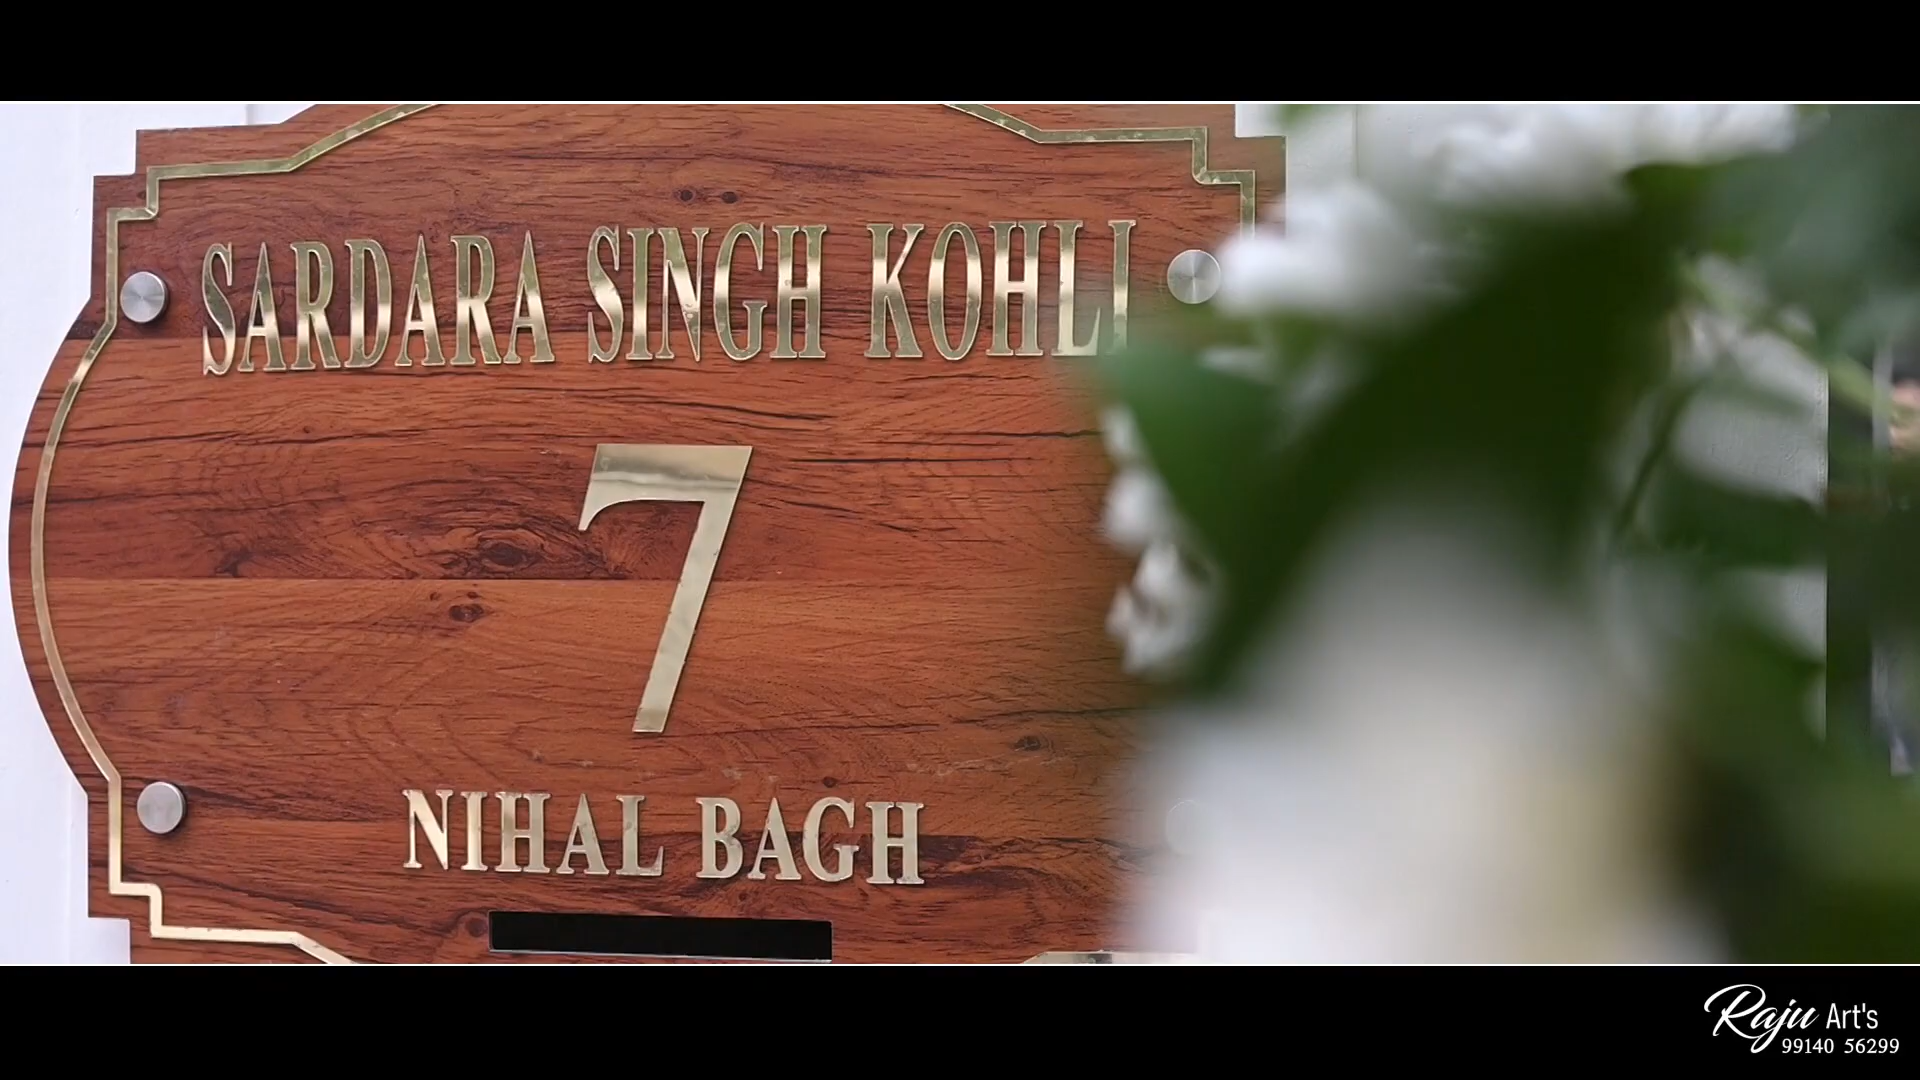 SARDARA SINGH KOHLI
7
NIHAL BAGH
Raju Art's
99140 56299